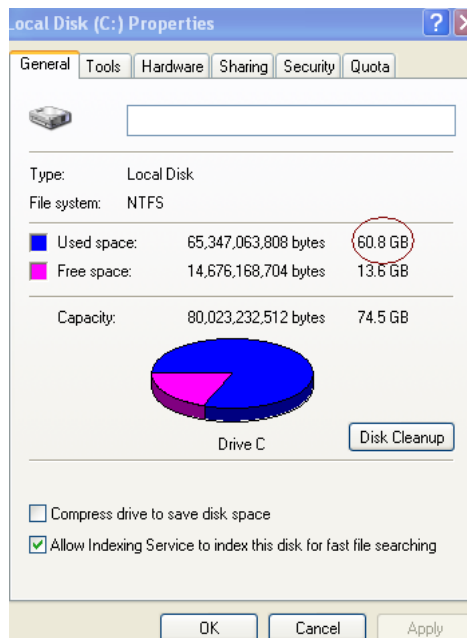 ocal Disk (C:) Properties ?
General Tools Hardware Sharing Security Quota
Type: Local Disk
File system: NTFS
Used space: 65,347,063,808 bytes 60.8 GB
Free space: 14,676,168,704 bytes 13.6 GB
Capacity: 80,023,232,512 bytes 74.5 GB
Drive C
Disk Cleanup
Compress drive to save disk space
Allow Indexing Service to index this disk for fast file searching
OK Cancel Apply